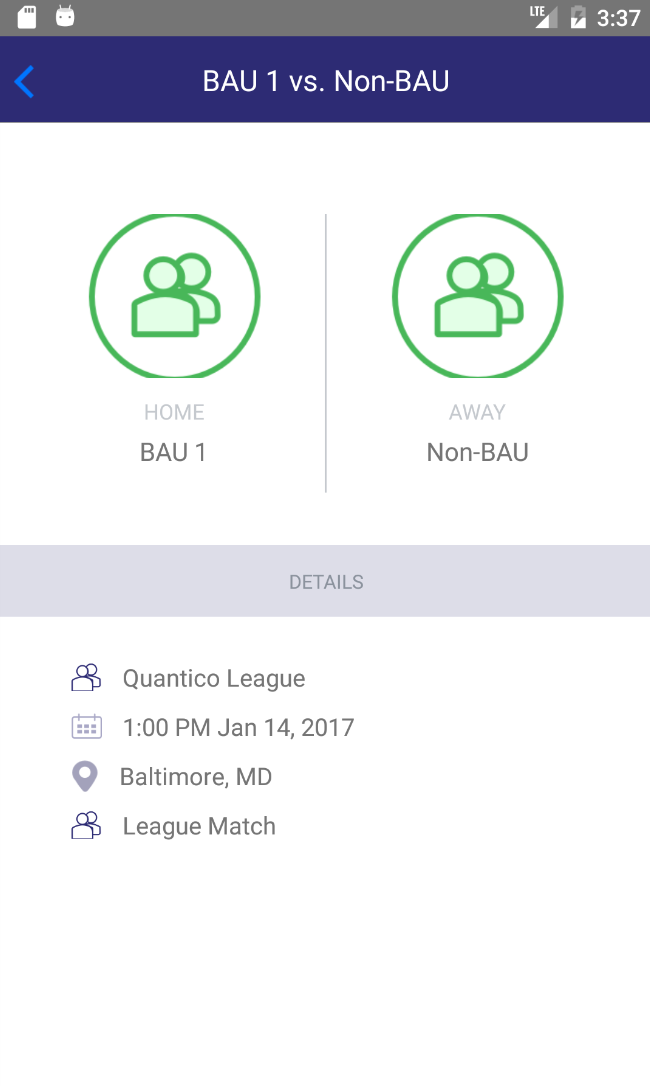 LTE 3:37
BAU 1 vs. Non-BAU
HOME
BAU 1
AWAY
Non-BAU
DETAILS
Quantico League
1:00 PM Jan 14, 2017
Baltimore, MD
League Match